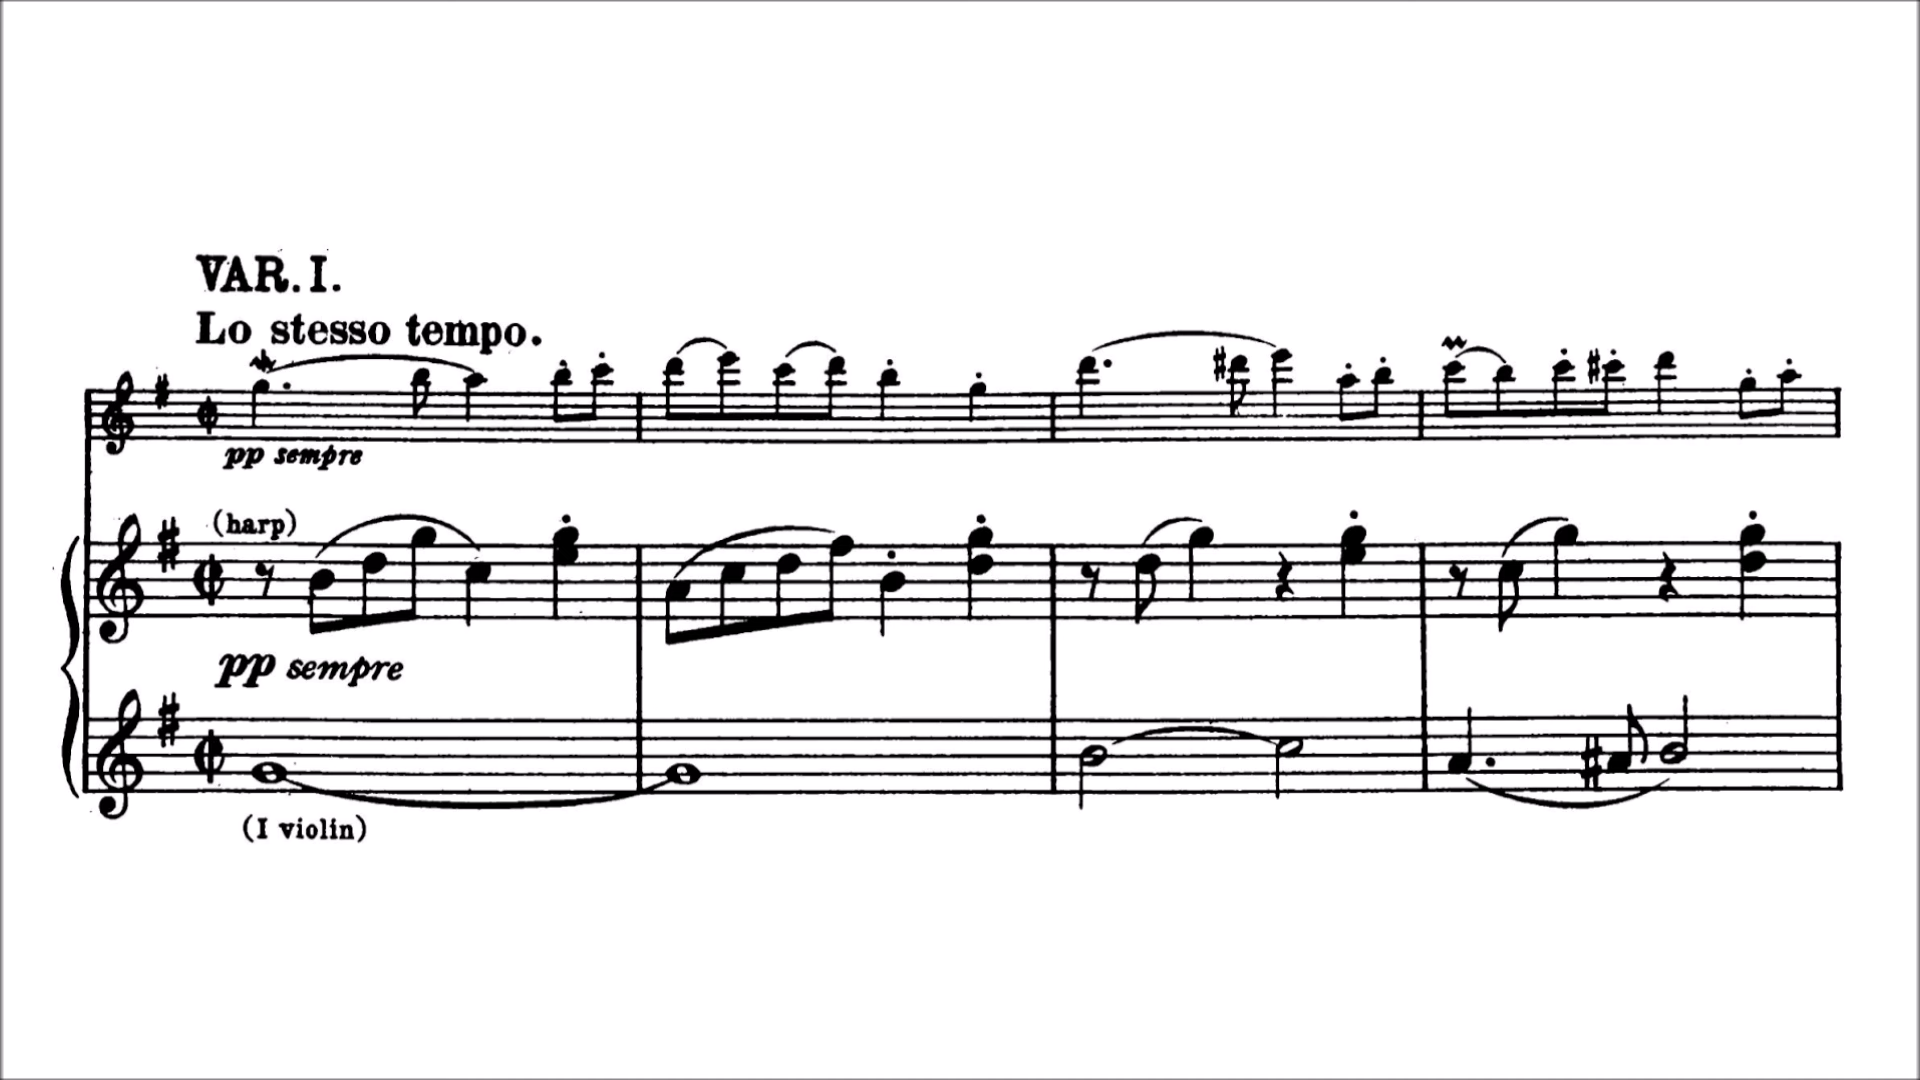 VAR. I.
Lo stesso tempo.
pp sempre
(harp)
pp sempre
(I violin)